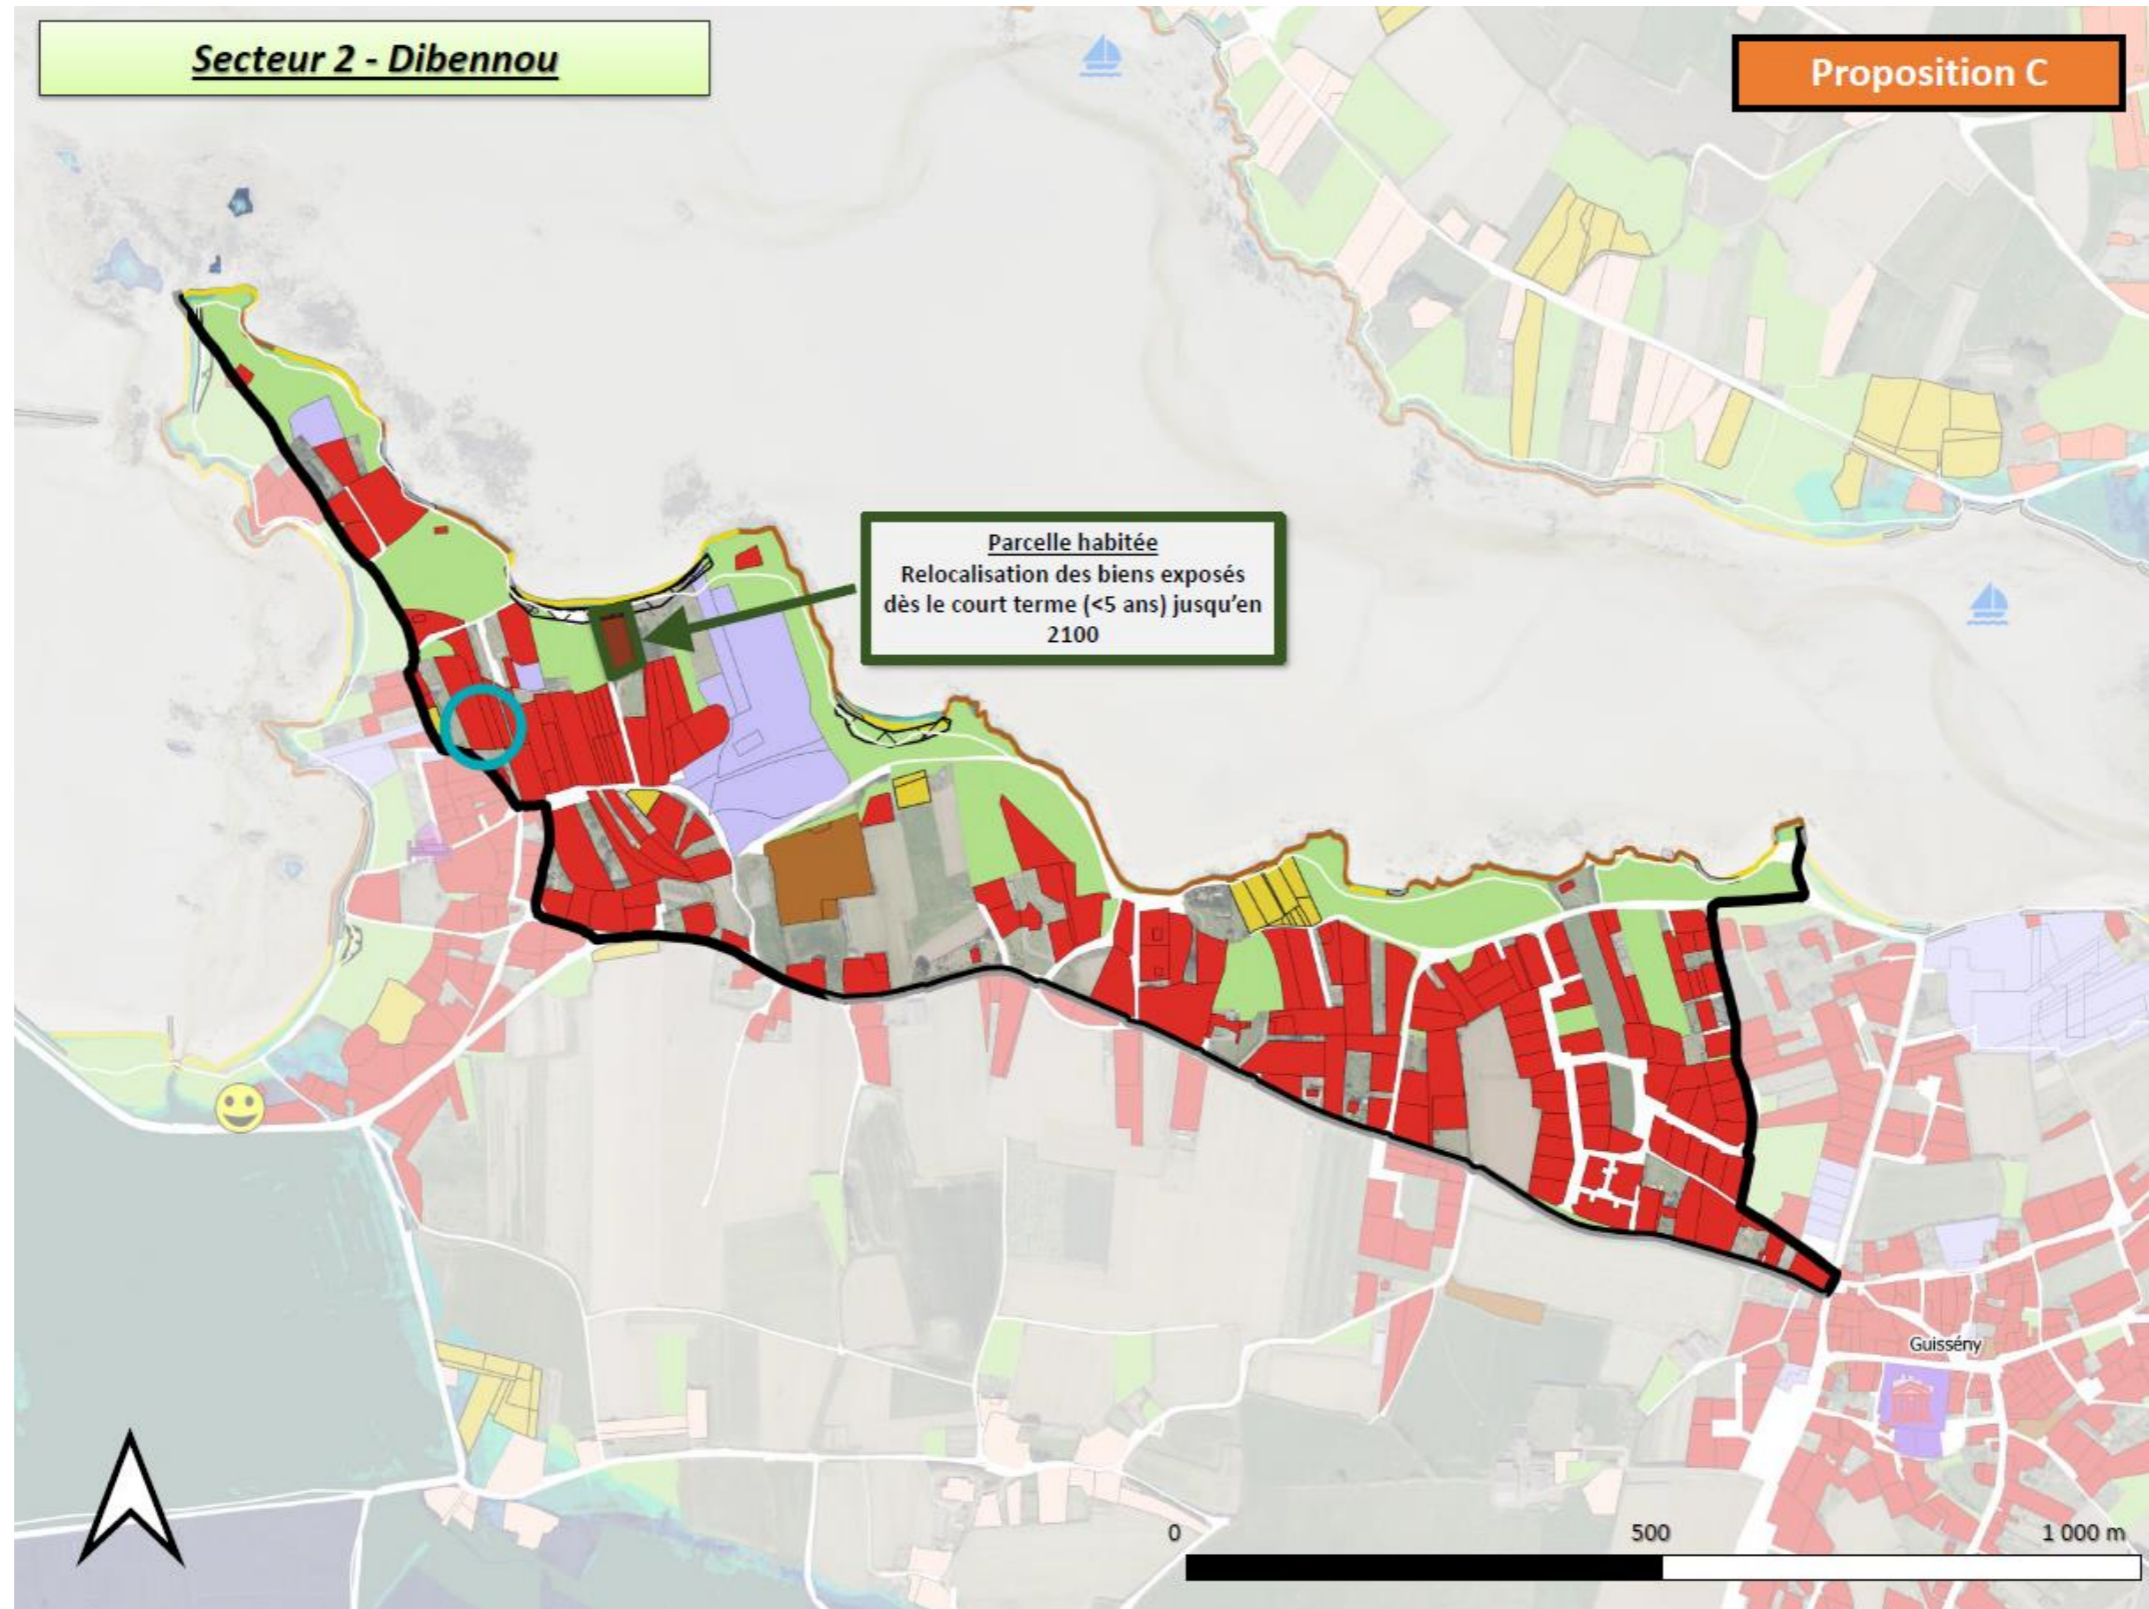 Secteur 2 - Dibennou
Proposition C
Parcelle habitée
Relocalisation des biens exposés
dès le court terme (<5 ans) jusqu'en
2100
Guissény
0 500 1 000 m